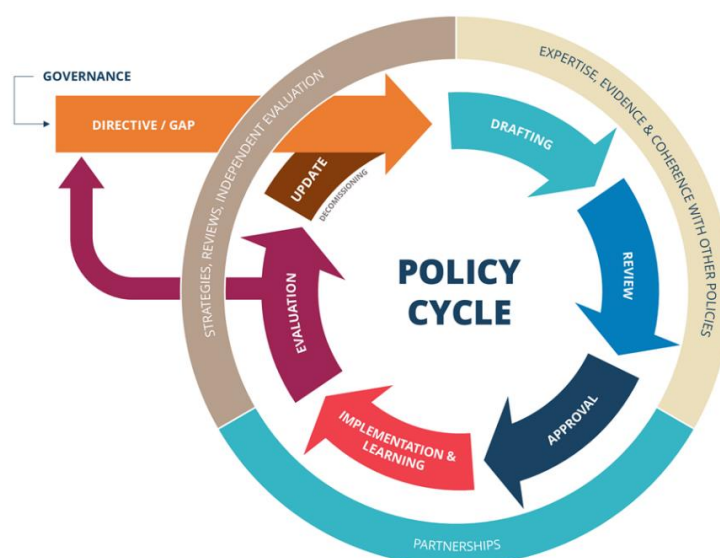 GOVERNANCE
DIRECTIVE / GAP
STRATEGIES, REVIEWS, INDEPENDENT EVALUATION
EXPERTISE, EVIDENCE & COHERENCE WITH OTHER POLICIES
DRAFTING
REVIEW
APPROVAL
IMPLEMENTATION &
LEARNING
EVALUATION
UPDATE
DECOMISSIONING
POLICY
CYCLE
PARTNERSHIPS